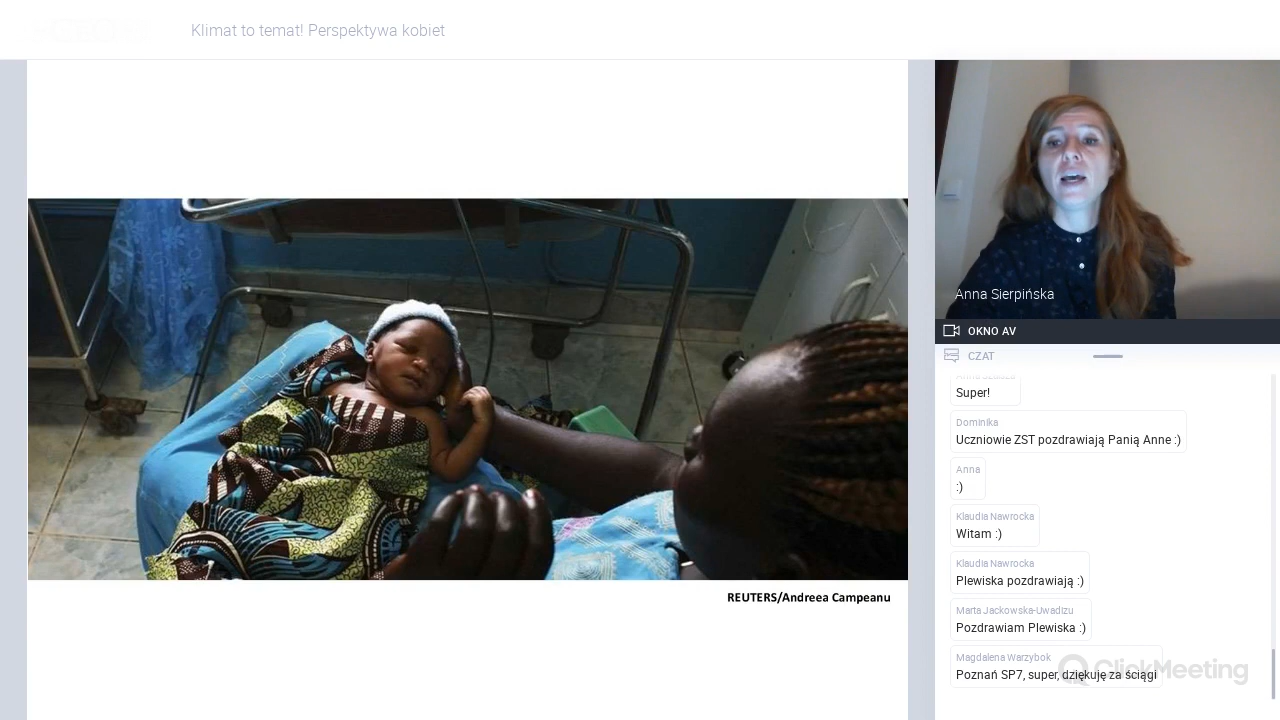 Klimat to temat! Perspektywa kobiet
REUTERS/Andreea Campeanu
Anna Sierpińska
OKNO AV
CZAT
Super!
Dominika
Uczniowie ZST pozdrawiają Panią Anne :)
Anna
:)
Klaudia Nawrocka
Witam :)
Klaudia Nawrocka
Plewiska pozdrawiają :)
Marta Jackowska-Uwadizu
Pozdrawiam Plewiska :)
Magdalena Warzybok
Poznań SP7, super, dziękuję za ściągi
ClickMeeting